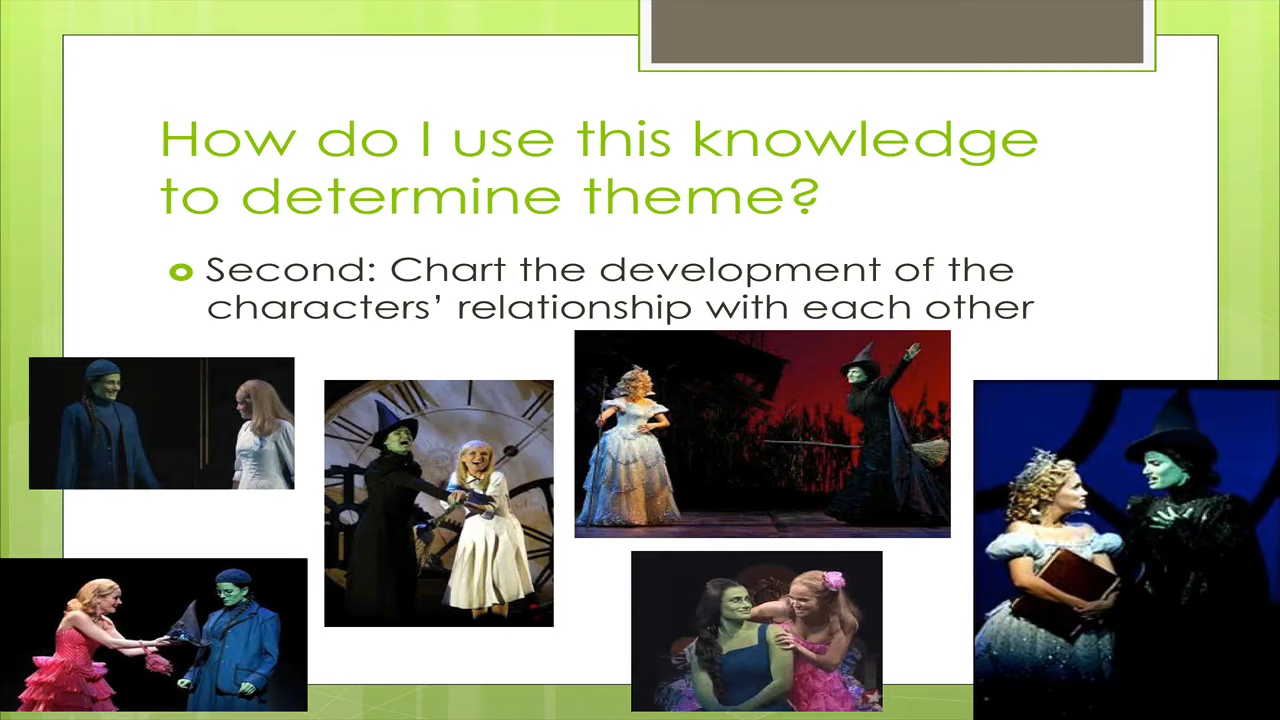 How do I use this knowledge
to determine theme?
Second: Chart the development of the
characters’ relationship with each other